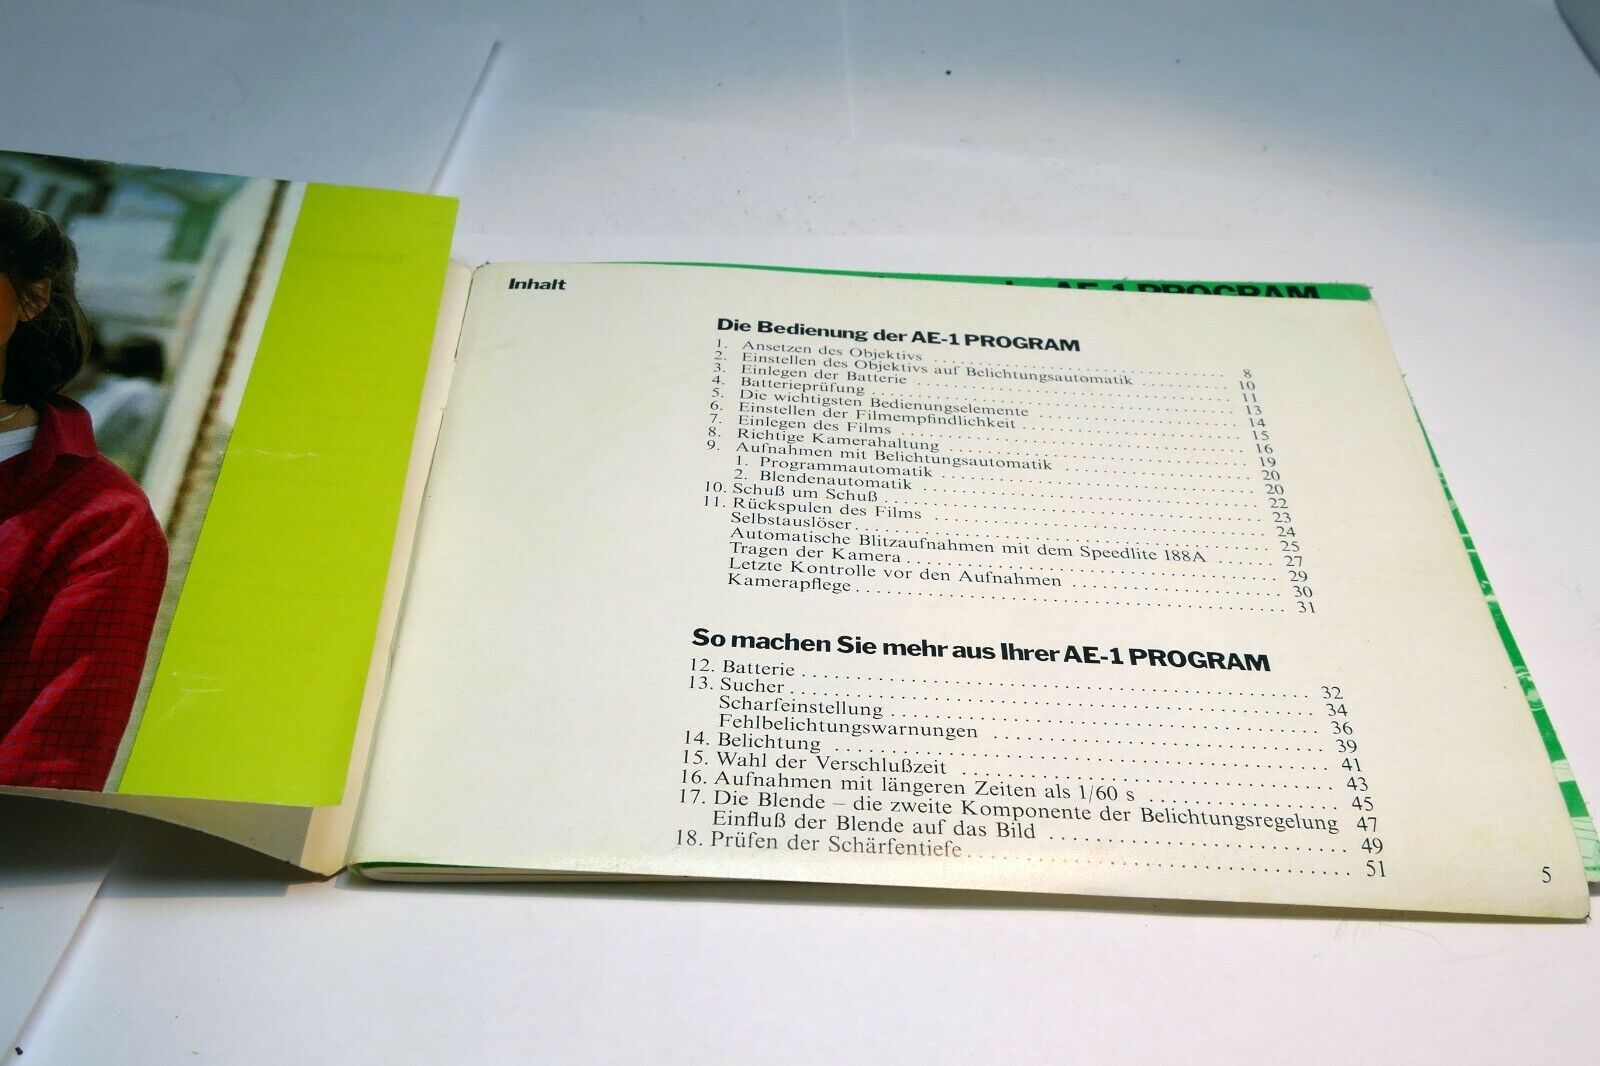 Inhalt
AE-1 PROGRAM
Die Bedienung der AE-1 PROGRAM
1. Ansetzen des Objektivs 8
2. Einstellen des Objektivs auf Belichtungsautomatik 10
3. Einlegen der Batterie 11
4. Batterieprüfung 13
5. Die wichtigsten Bedienungselemente 14
6. Einstellen der Filmempfindlichkeit 15
7. Einlegen des Films 16
8. Richtige Kamerahaltung 19
9. Aufnahmen mit Belichtungsautomatik 20
1. Programmautomatik 20
2. Blendenautomatik 22
10. Schuß um Schuß 23
11. Rückspulen des Films 24
Selbstauslöser 25
Automatische Blitzaufnahmen mit dem Speedlite 188A 27
Tragen der Kamera 29
Letzte Kontrolle vor den Aufnahmen 30
Kamerapflege 31
So machen Sie mehr aus Ihrer AE-1 PROGRAM
12. Batterie 32
13. Sucher 34
Scharfeinstellung 36
Fehlbelichtungswarnungen 39
14. Belichtung 41
15. Wahl der Verschlußzeit 43
16. Aufnahmen mit längeren Zeiten als 1/60 s 45
17. Die Blende – die zweite Komponente der Belichtungsregelung 47
Einfluß der Blende auf das Bild 49
18. Prüfen der Schärfentiefe 51
5